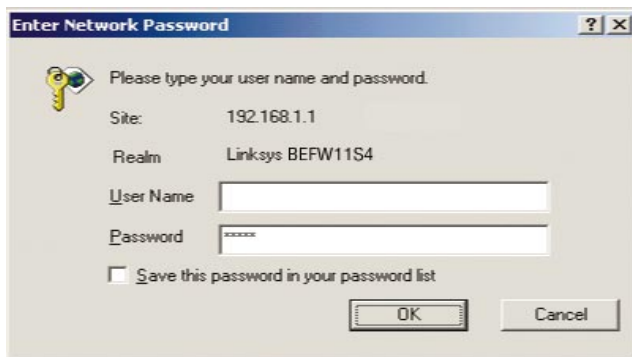 Enter Network Password
?
Please type your user name and password.
Site: 192.168.1.1
Realm Linksys BEFW11S4
User Name
Password *****
Save this password in your password list
OK Cancel